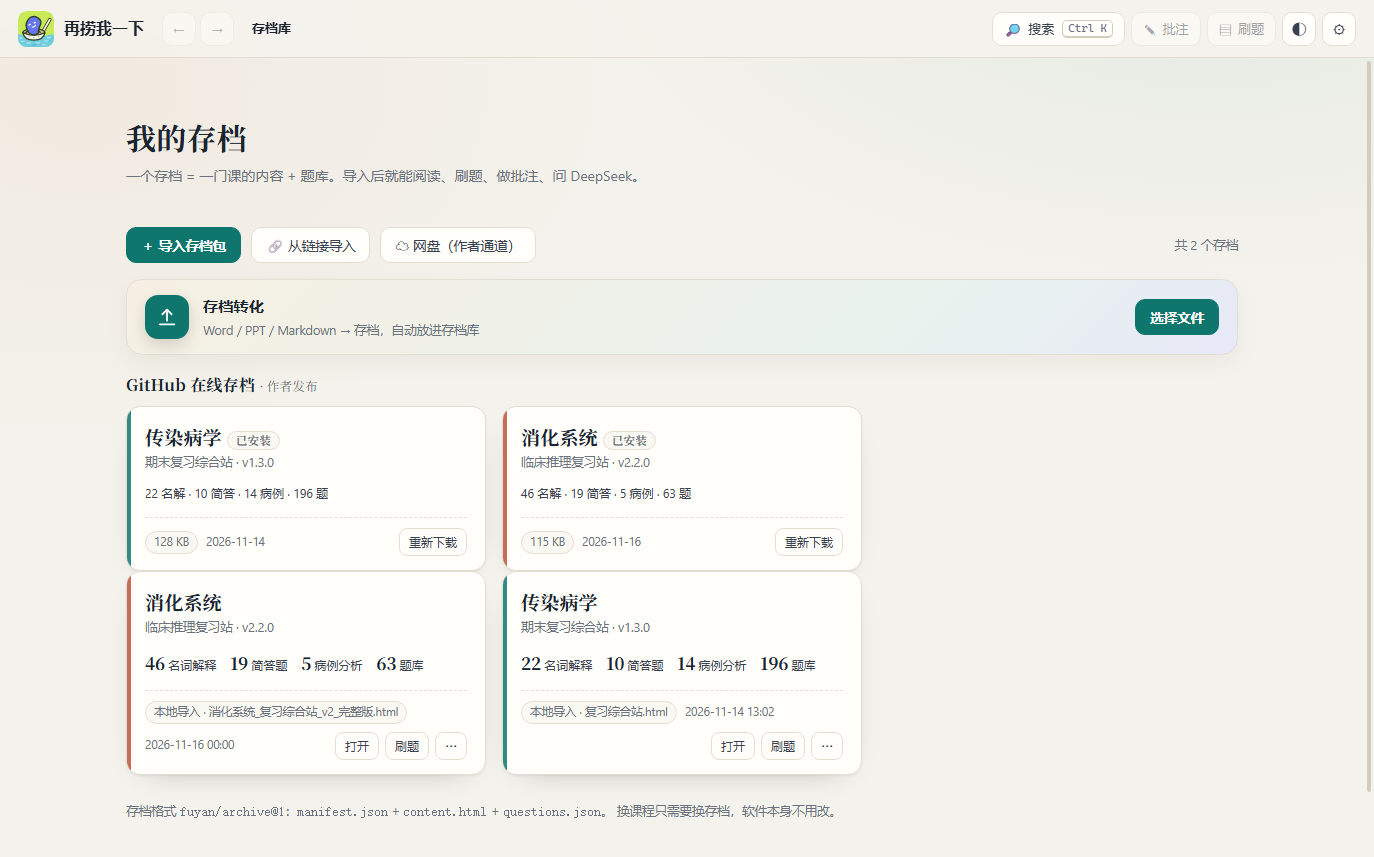 再捞我一下 ← → 存档库 搜索 Ctrl K 批注 刷题
我的存档
一个存档 = 一门课的内容 + 题库。导入后就能阅读、刷题、做批注、问 DeepSeek。
+ 导入存档包 从链接导入 网盘（作者通道） 共 2 个存档
存档转化
Word / PPT / Markdown → 存档，自动放进存档库
选择文件
GitHub 在线存档 · 作者发布
传染病学 已安装
期末复习综合站 · v1.3.0
22 名解 · 10 简答 · 14 病例 · 196 题
128 KB 2026-11-14 重新下载
消化系统 已安装
临床推理复习站 · v2.2.0
46 名解 · 19 简答 · 5 病例 · 63 题
115 KB 2026-11-16 重新下载
消化系统
临床推理复习站 · v2.2.0
46 名词解释 19 简答题 5 病例分析 63 题库
本地导入 · 消化系统_复习综合站_v2_完整版.html
2026-11-16 00:00 打开 刷题 ···
传染病学
期末复习综合站 · v1.3.0
22 名词解释 10 简答题 14 病例分析 196 题库
本地导入 · 复习综合站.html 2026-11-14 13:02
打开 刷题 ···
存档格式 fuyan/archive@1: manifest.json + content.html + questions.json。 换课程只需要换存档，软件本身不用改。